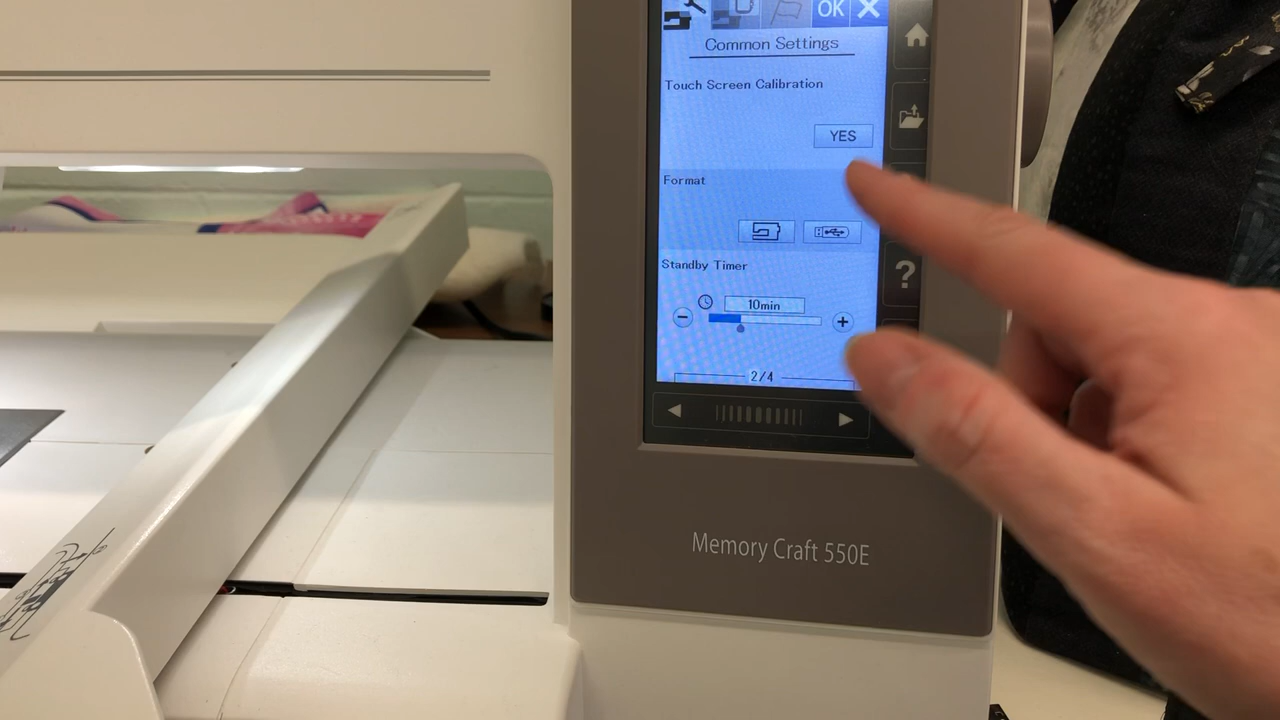 OK
Common Settings
Touch Screen Calibration
YES
Format
Standby Timer
10min
2/4
?
Memory Craft 550E